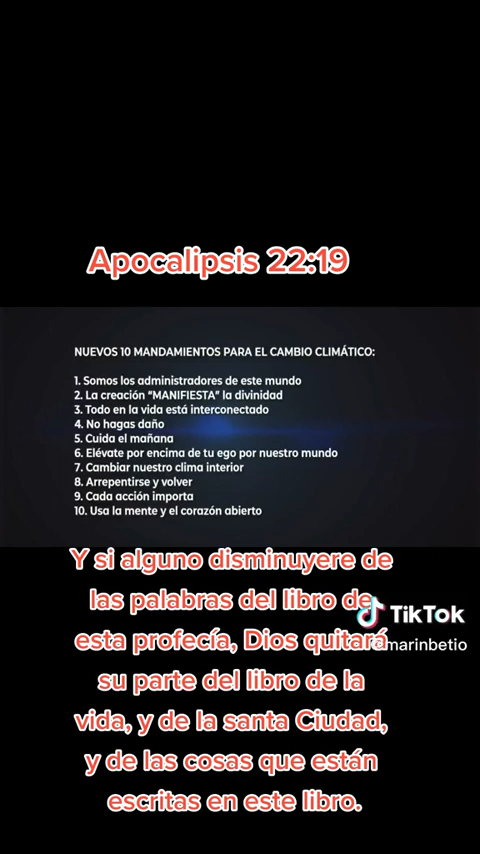 Apocalipsis 22:19
NUEVOS 10 MANDAMIENTOS PARA EL CAMBIO CLIMÁTICO:
1. Somos los administradores de este mundo
2. La creación “MANIFIESTA” la divinidad
3. Todo en la vida está interconectado
4. No hagas daño
5. Cuida el mañana
6. Elévate por encima de tu ego por nuestro mundo
7. Cambiar nuestro clima interior
8. Arrepentirse y volver
9. Cada acción importa
10. Usa la mente y el corazón abierto
Y si alguno disminuyere de
las palabras del libro de
esta profecía, Dios quitará
su parte del libro de la
vida, y de la santa Ciudad,
y de las cosas que están
escritas en este libro.
TikTok
@marinbetio